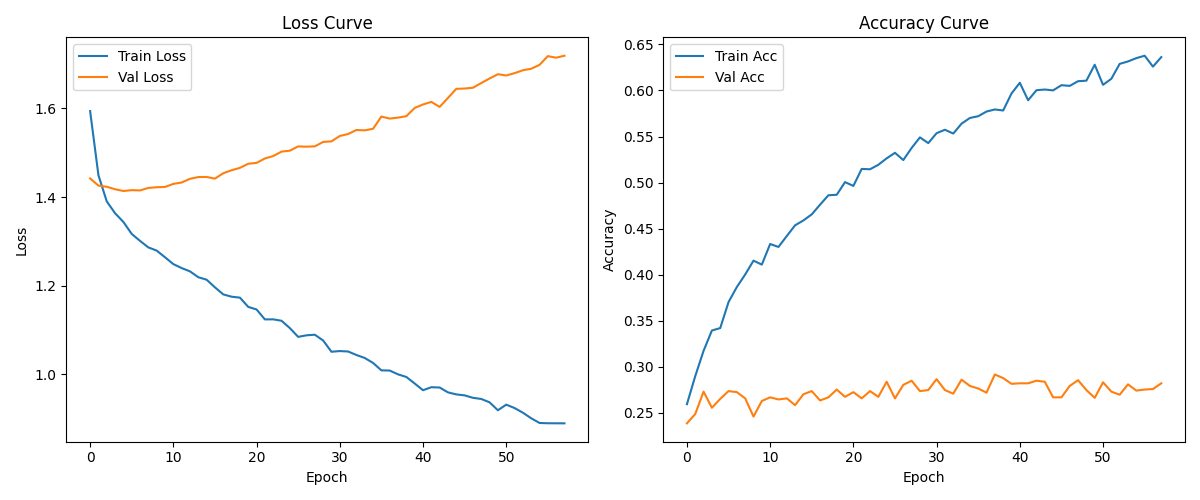 Loss Curve
Train Loss
Val Loss
Loss
1.6
1.4
1.2
1.0
0 10 20 30 40 50
Epoch
Accuracy Curve
Train Acc
Val Acc
Accuracy
0.65
0.60
0.55
0.50
0.45
0.40
0.35
0.30
0.25
0 10 20 30 40 50
Epoch